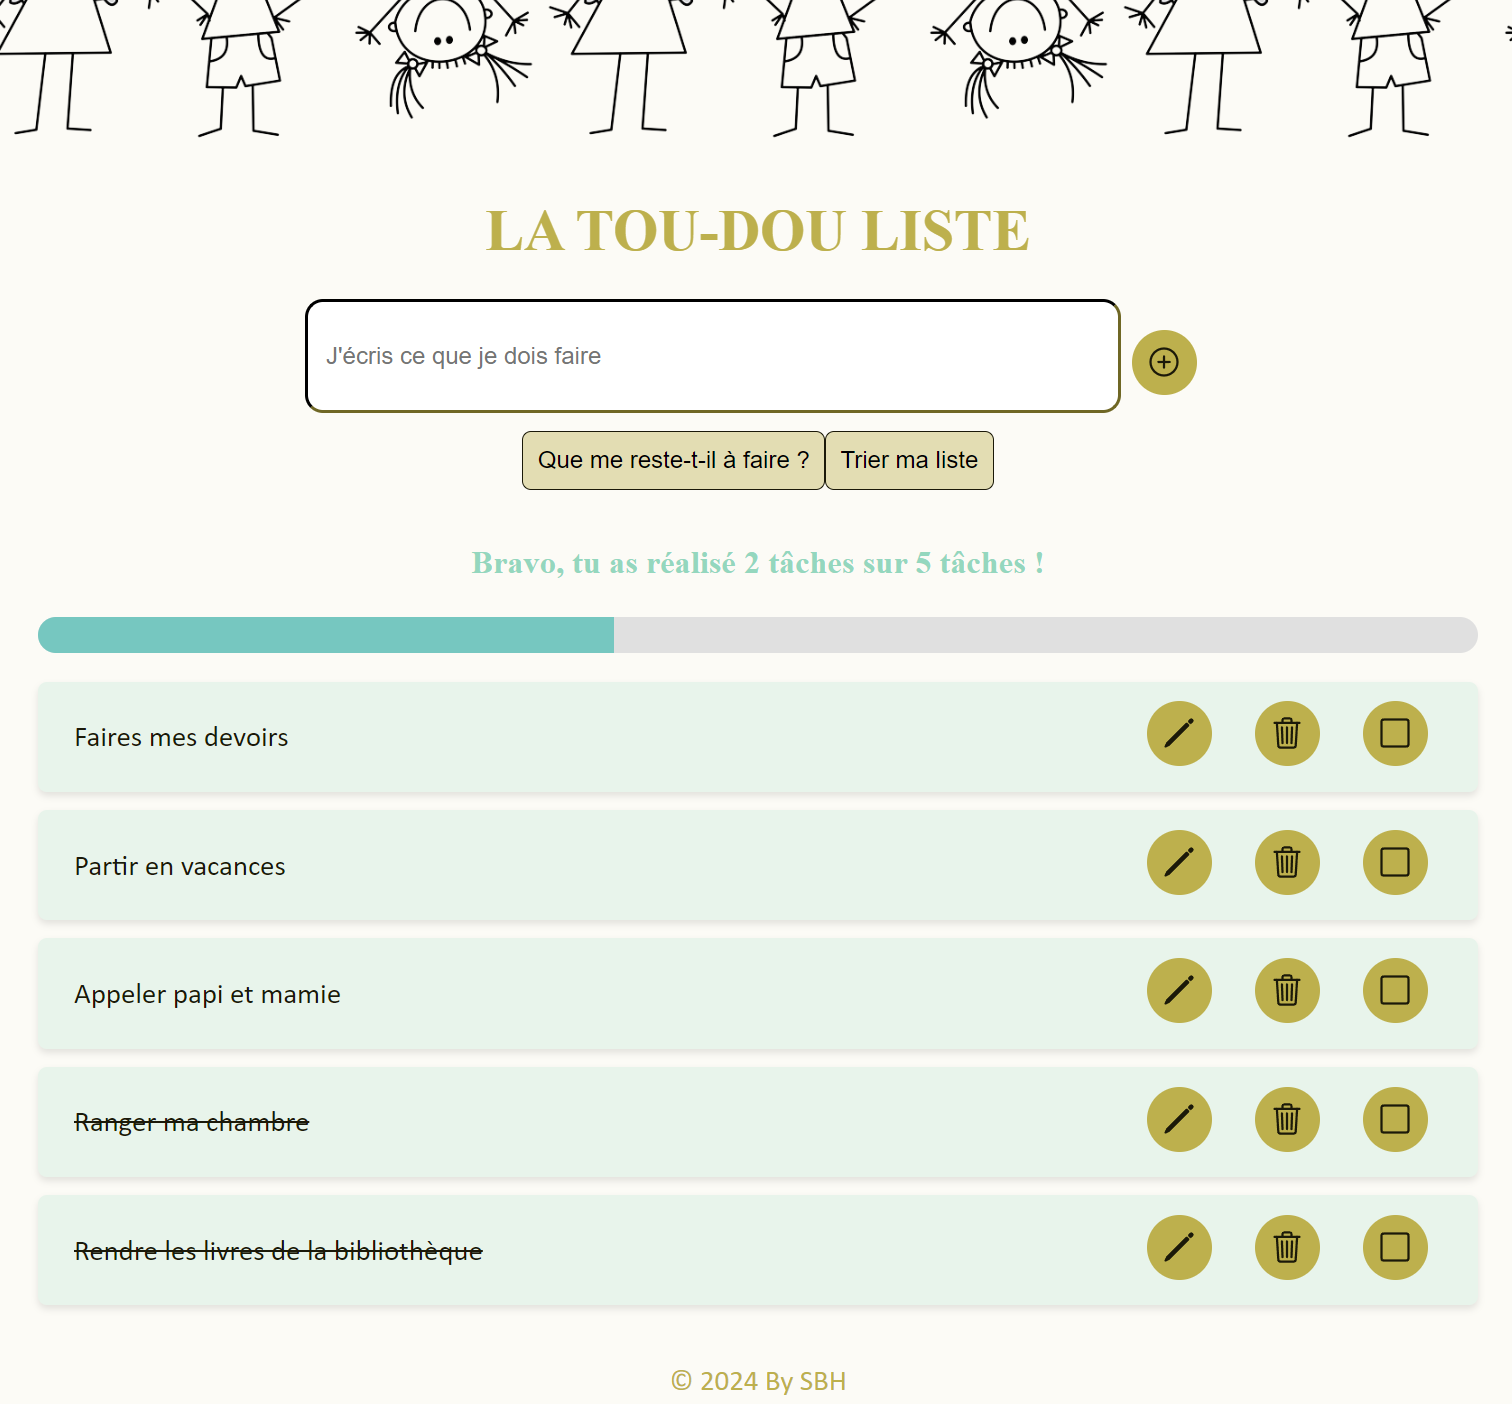 LA TOU-DOU LISTE
J'écris ce que je dois faire
Que me reste-t-il à faire ? Trier ma liste
Bravo, tu as réalisé 2 tâches sur 5 tâches !
Faires mes devoirs
Partir en vacances
Appeler papi et mamie
Ranger ma chambre
Rendre les livres de la bibliothèque
© 2024 By SBH